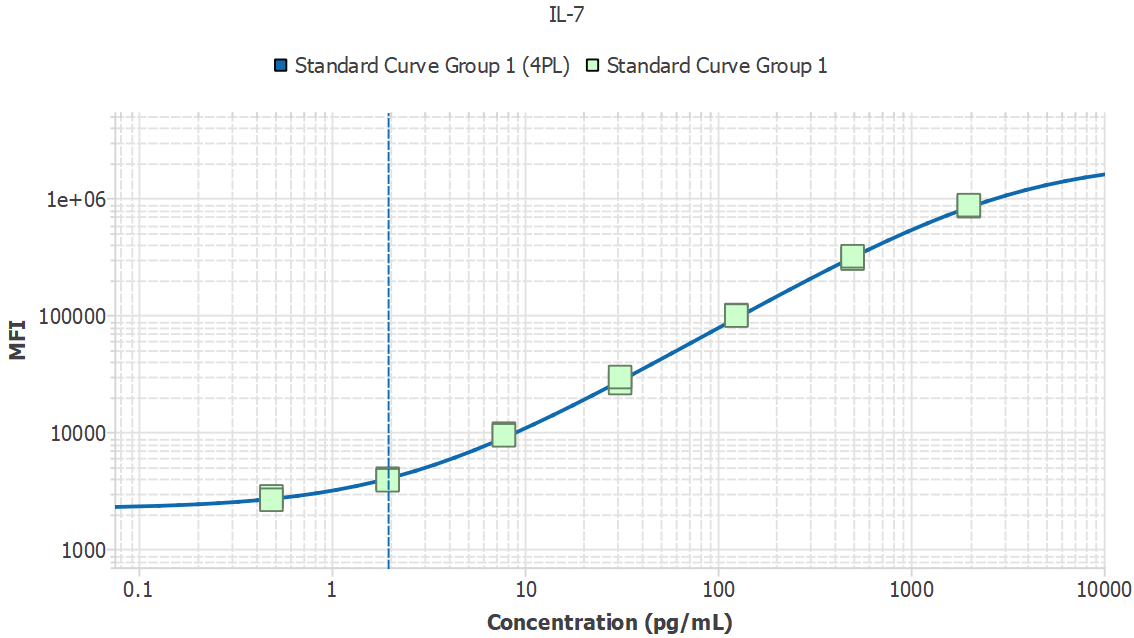 IL-7
Standard Curve Group 1 (4PL) Standard Curve Group 1
MFI
1e+06
100000
10000
1000
0.1 1 10 100 1000 10000
Concentration (pg/mL)